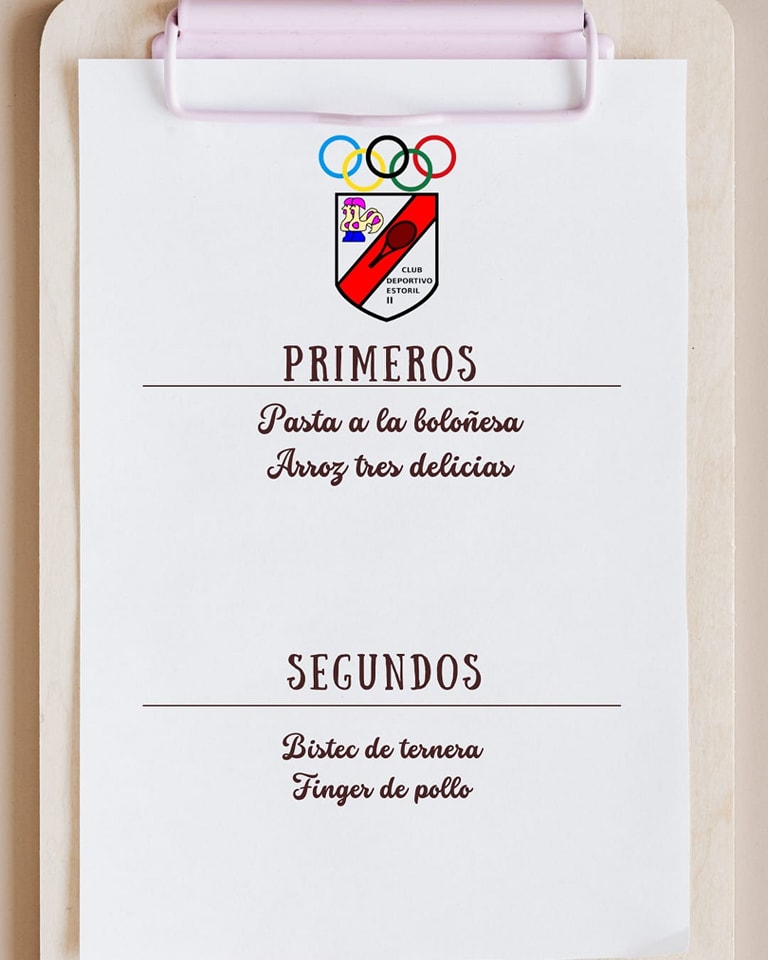 CLUB
DEPORTIVO
ESTORIL
II
PRIMEROS
Pasta a la boloñesa
Arroz tres delicias
SEGUNDOS
Bistec de ternera
Finger de pollo